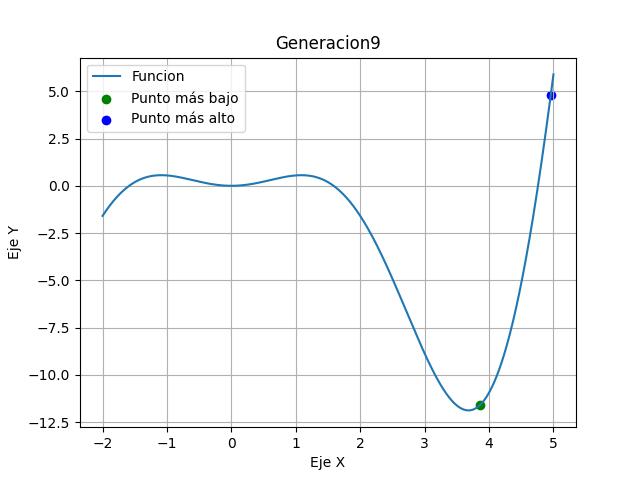 Generacion9
Funcion
Punto más bajo
Punto más alto
5.0
2.5
0.0
−2.5
−5.0
−7.5
−10.0
−12.5
Eje Y
−2 −1 0 1 2 3 4 5
Eje X